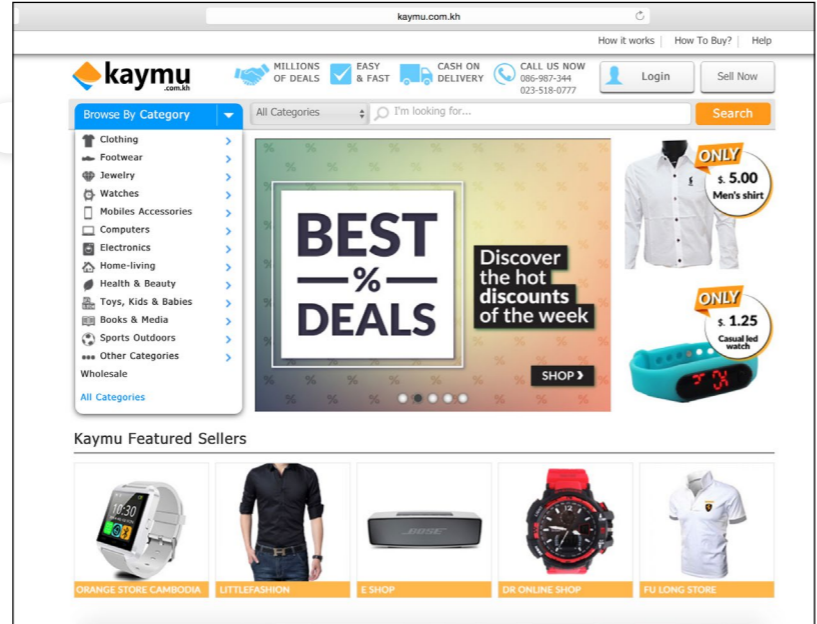 kaymu.com.kh
How it works | How To Buy? | Help
kaymu
.com.kh
MILLIONS
OF DEALS
EASY
& FAST
CASH ON
DELIVERY
CALL US NOW
086-987-344
023-518-0777
Login
Sell Now
Browse By Category
All Categories
I'm looking for...
Search
Clothing
Footwear
Jewelry
Watches
Mobiles Accessories
Computers
Electronics
Home-living
Health & Beauty
Toys, Kids & Babies
Books & Media
Sports Outdoors
Other Categories
Wholesale
All Categories
BEST
%
DEALS
Discover
the hot
discounts
of the week
SHOP
ONLY
$. 5.00
Men's shirt
ONLY
$. 1.25
Casual led
watch
Kaymu Featured Sellers
10:30
BOSE
ORANGE STORE CAMBODIA
LITTLEFASHION
E SHOP
DR ONLINE SHOP
FU LONG STORE